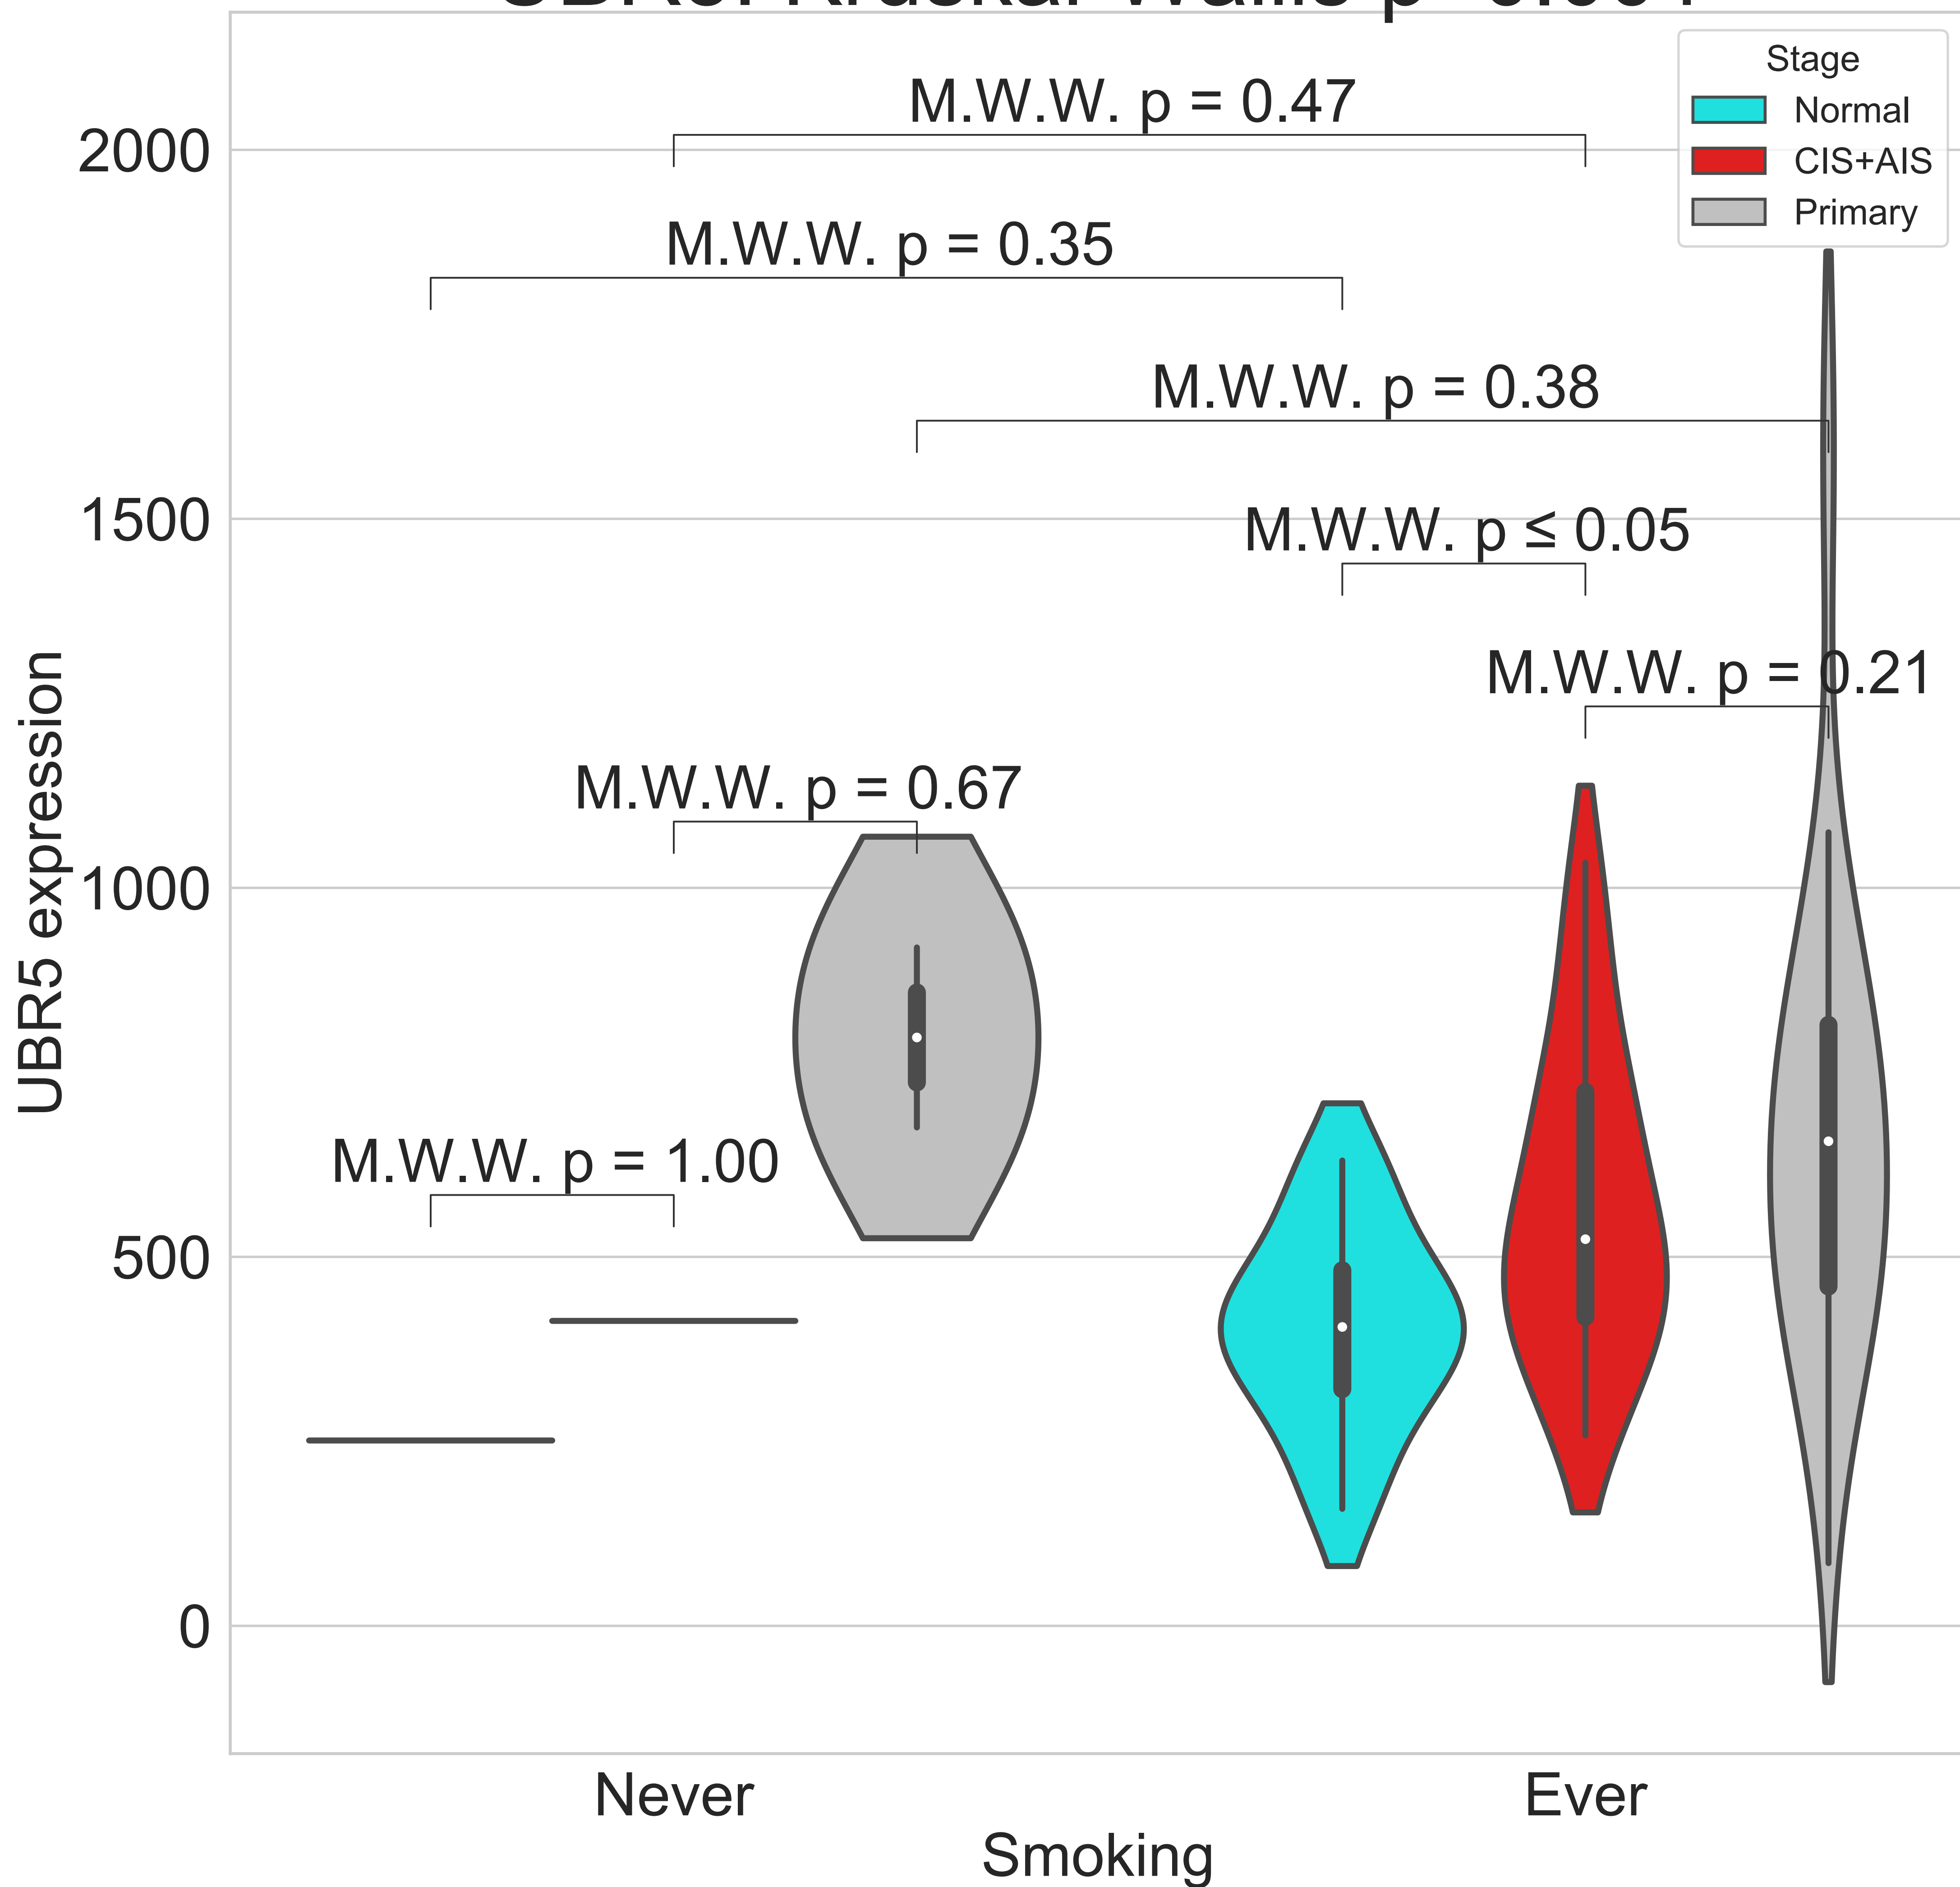 Stage
Normal
CIS+AIS
Primary
M.W.W. p = 0.47
M.W.W. p = 0.35
M.W.W. p = 0.38
M.W.W. p ≤ 0.05
M.W.W. p = 0.21
M.W.W. p = 0.67
M.W.W. p = 1.00
2000
1500
1000
500
0
UBR5 expression
Never
Ever
Smoking